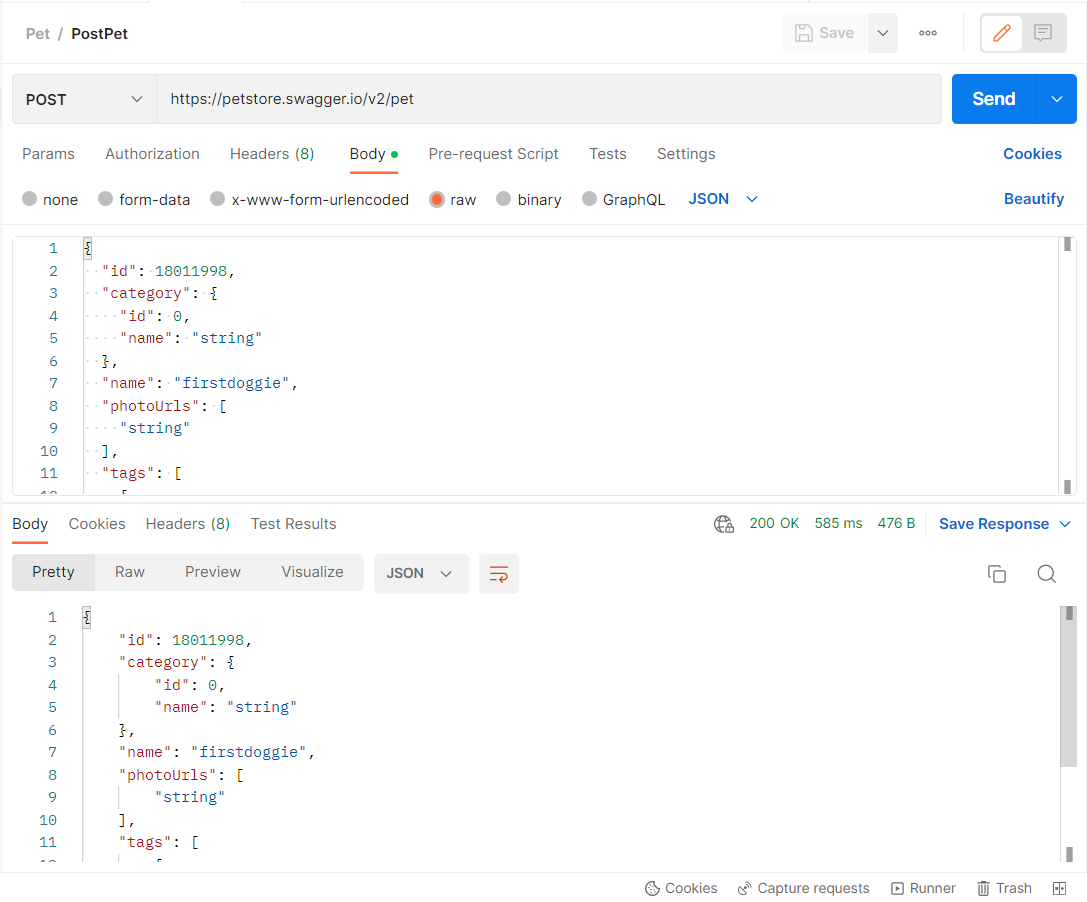 Pet / PostPet Save
POST https://petstore.swagger.io/v2/pet Send
Params Authorization Headers (8) Body Pre-request Script Tests Settings Cookies
none form-data x-www-form-urlencoded raw binary GraphQL JSON Beautify
1 {
2 "id": 18011998,
3 "category": {
4 "id": 0,
5 "name": "string"
6 },
7 "name": "firstdoggie",
8 "photoUrls": [
9 "string"
10 ],
11 "tags": [
Body Cookies Headers (8) Test Results 200 OK 585 ms 476 B Save Response
Pretty Raw Preview Visualize JSON
1 {
2 "id": 18011998,
3 "category": {
4 "id": 0,
5 "name": "string"
6 },
7 "name": "firstdoggie",
8 "photoUrls": [
9 "string"
10 ],
11 "tags": [
Cookies Capture requests Runner Trash